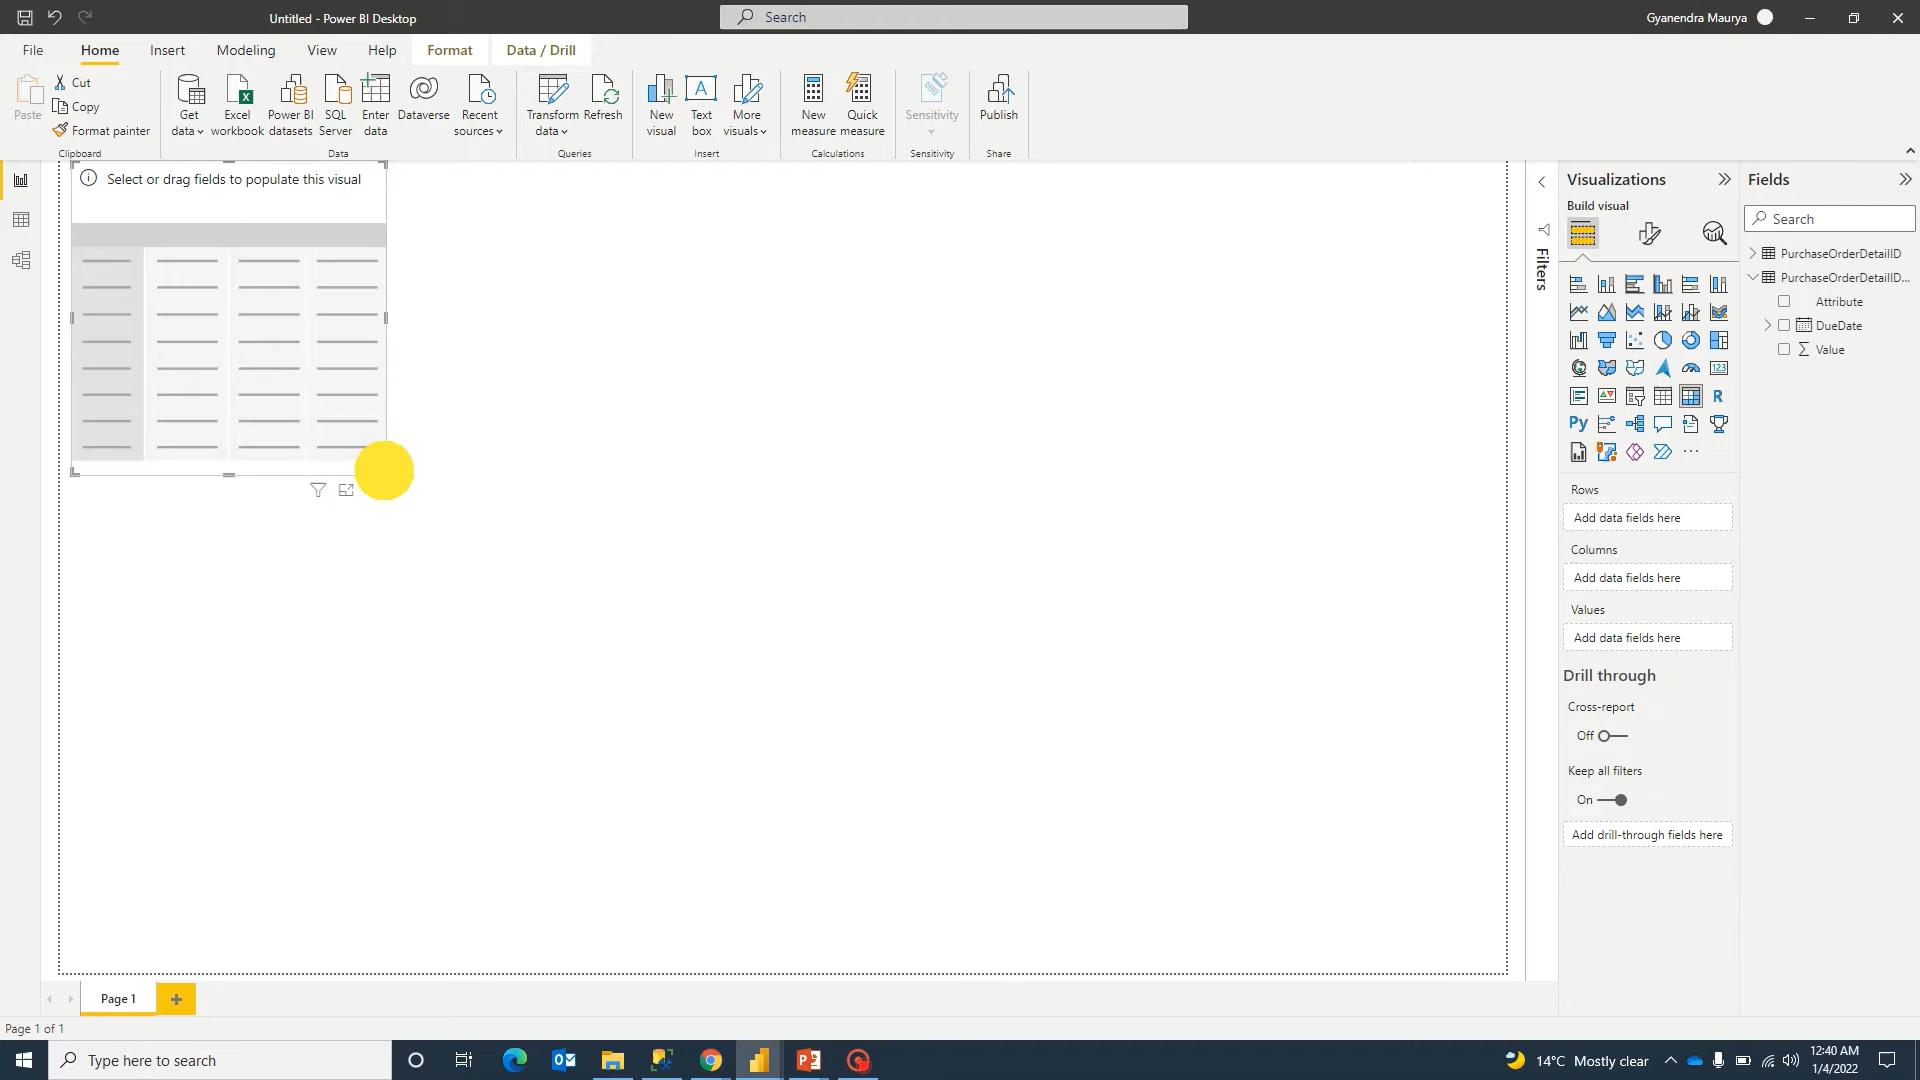 Untitled - Power BI Desktop
Search
Gyanendra Maurya
File
Home
Insert
Modeling
View
Help
Format
Data / Drill
Paste
Cut
Copy
Format painter
Clipboard
Get data
Excel workbook
Power BI datasets
SQL Server
Enter data
Dataverse
Recent sources
Data
Transform data
Refresh
Queries
New visual
Text box
More visuals
Insert
New measure
Quick measure
Calculations
Sensitivity
Sensitivity
Publish
Share
Select or drag fields to populate this visual
Filters
Visualizations
Build visual
123
R
Py
Rows
Add data fields here
Columns
Add data fields here
Values
Add data fields here
Drill through
Cross-report
Off
Keep all filters
On
Add drill-through fields here
Fields
Search
PurchaseOrderDetailID
PurchaseOrderDetailID...
Attribute
DueDate
Value
Page 1
Page 1 of 1
Type here to search
14°C Mostly clear
12:40 AM
1/4/2022